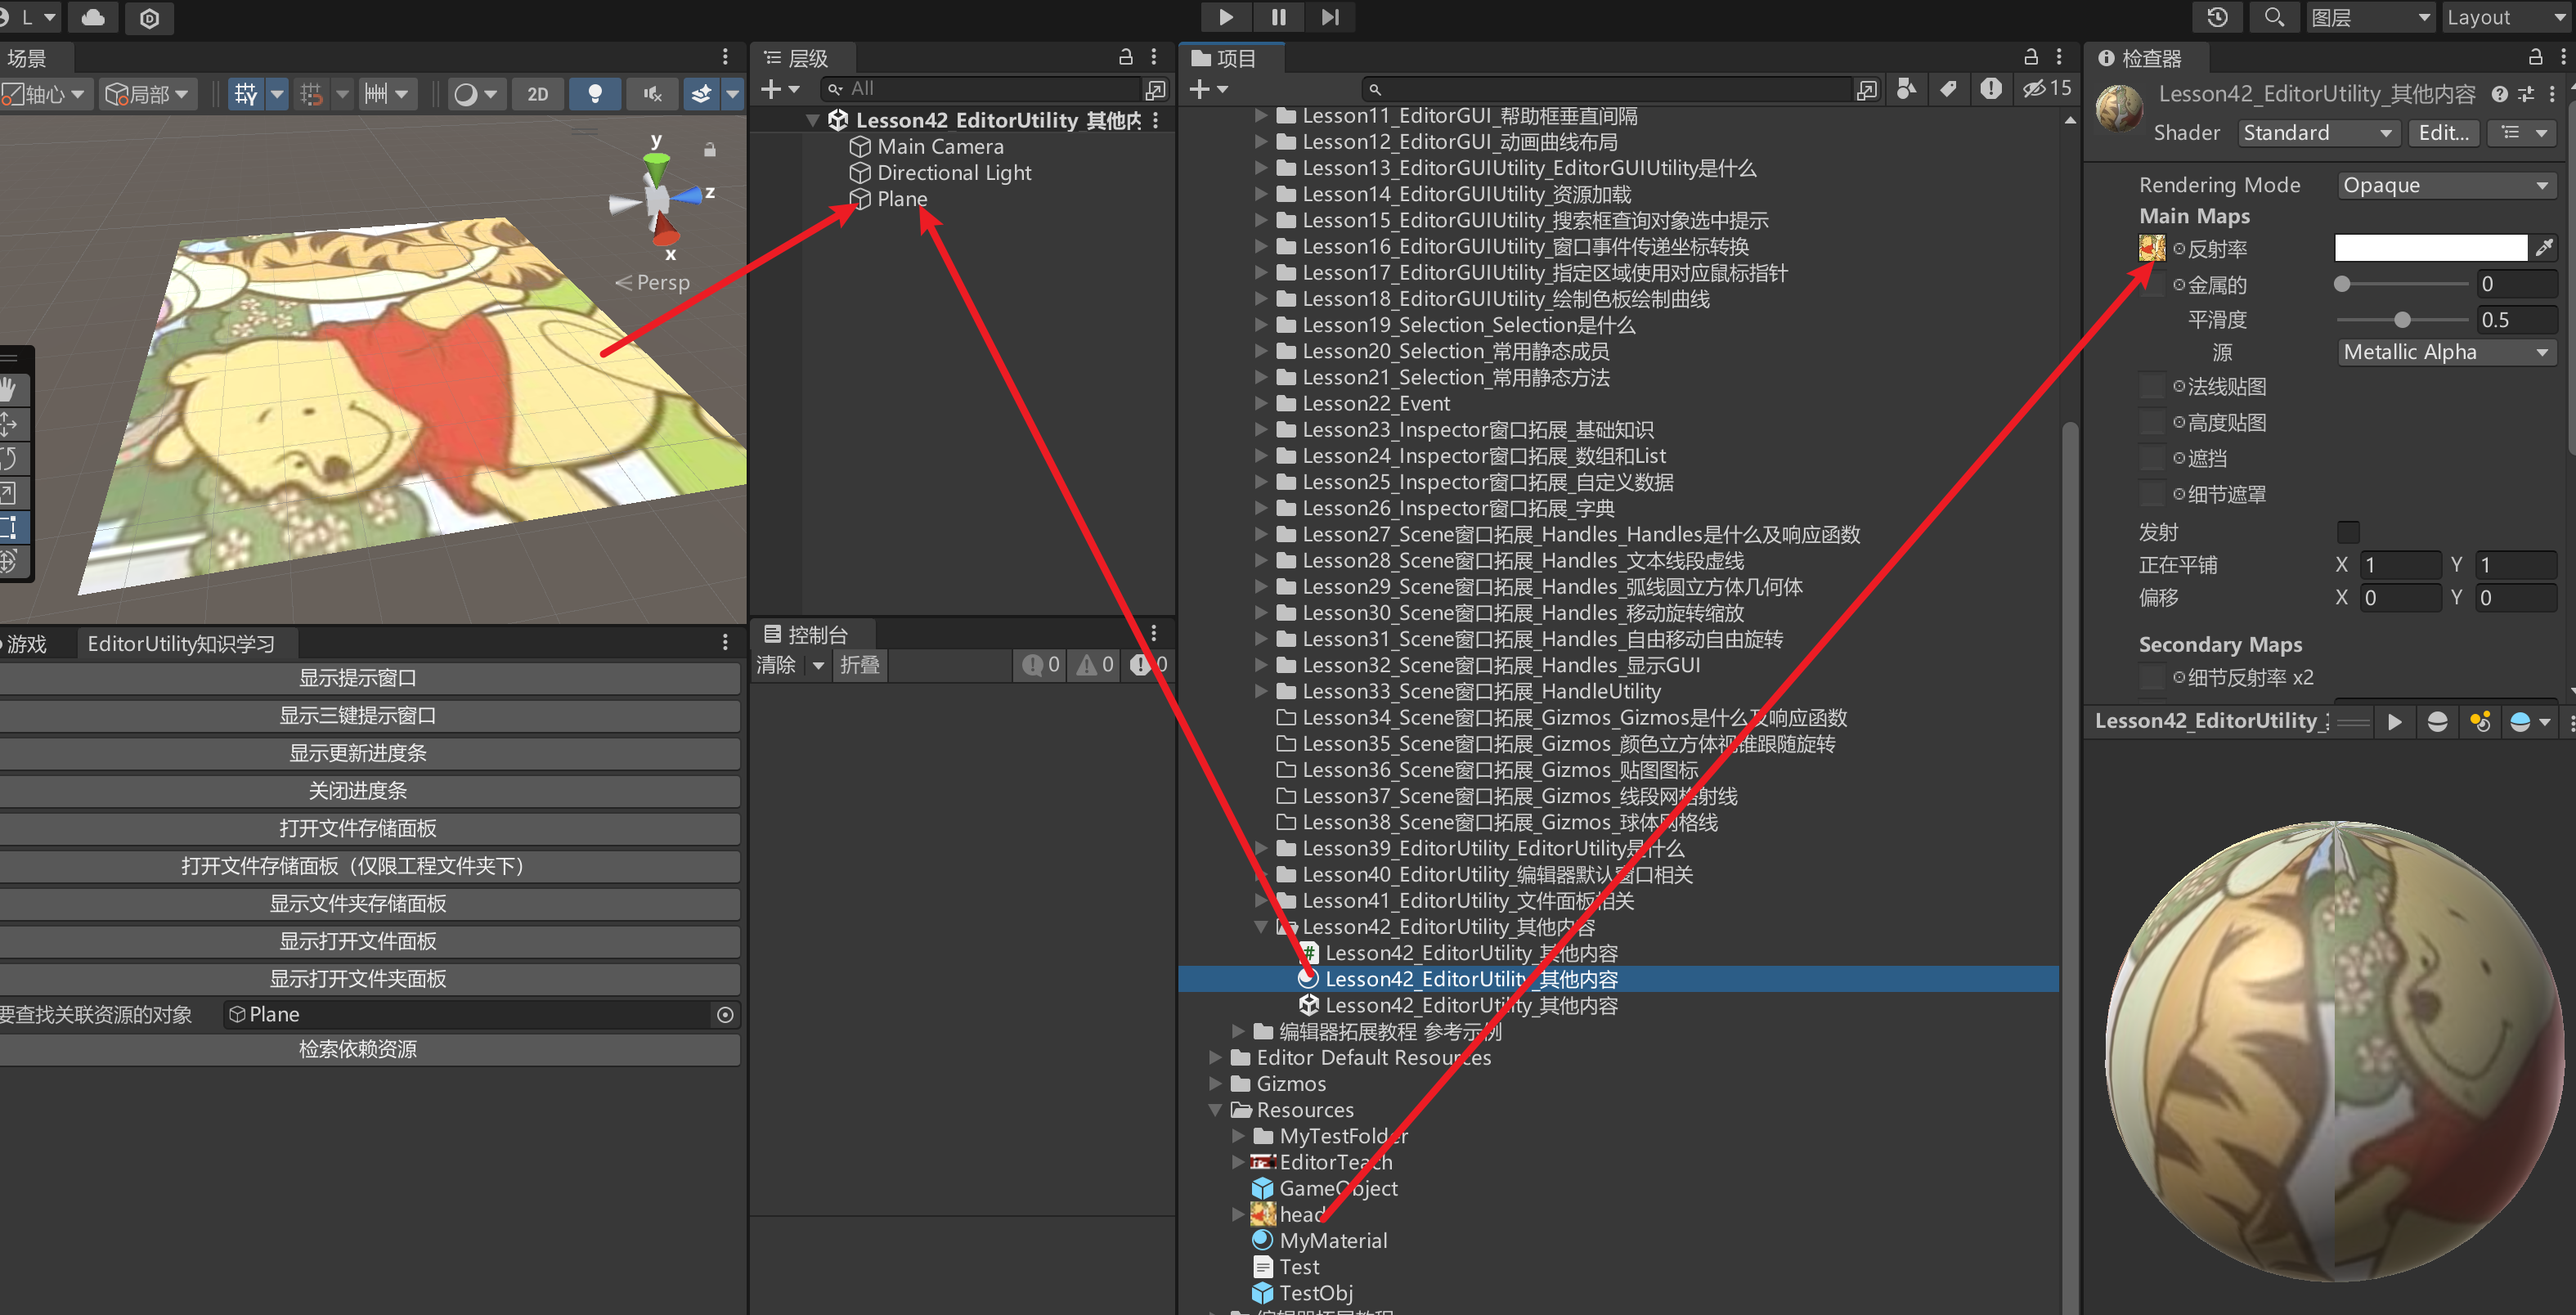 L
图层
Layout
场景
轴心
局部
2D
y
z
x
Persp
层级
All
Lesson42_EditorUtility_其他内
Main Camera
Directional Light
Plane
游戏
EditorUtility知识学习
显示提示窗口
显示三键提示窗口
显示更新进度条
关闭进度条
打开文件存储面板
打开文件存储面板（仅限工程文件夹下）
显示文件夹存储面板
显示打开文件面板
显示打开文件夹面板
要查找关联资源的对象 Plane
检索依赖资源
控制台
清除 折叠 0 0 0
项目
15
Lesson11_EditorGUI_帮助框垂直间隔
Lesson12_EditorGUI_动画曲线布局
Lesson13_EditorGUIUtility_EditorGUIUtility是什么
Lesson14_EditorGUIUtility_资源加载
Lesson15_EditorGUIUtility_搜索框查询对象选中提示
Lesson16_EditorGUIUtility_窗口事件传递坐标转换
Lesson17_EditorGUIUtility_指定区域使用对应鼠标指针
Lesson18_EditorGUIUtility_绘制色板绘制曲线
Lesson19_Selection_Selection是什么
Lesson20_Selection_常用静态成员
Lesson21_Selection_常用静态方法
Lesson22_Event
Lesson23_Inspector窗口拓展_基础知识
Lesson24_Inspector窗口拓展_数组和List
Lesson25_Inspector窗口拓展_自定义数据
Lesson26_Inspector窗口拓展_字典
Lesson27_Scene窗口拓展_Handles_Handles是什么及响应函数
Lesson28_Scene窗口拓展_Handles_文本线段虚线
Lesson29_Scene窗口拓展_Handles_弧线圆立方体几何体
Lesson30_Scene窗口拓展_Handles_移动旋转缩放
Lesson31_Scene窗口拓展_Handles_自由移动自由旋转
Lesson32_Scene窗口拓展_Handles_显示GUI
Lesson33_Scene窗口拓展_HandleUtility
Lesson34_Scene窗口拓展_Gizmos_Gizmos是什么及响应函数
Lesson35_Scene窗口拓展_Gizmos_颜色立方体视锥跟随旋转
Lesson36_Scene窗口拓展_Gizmos_贴图图标
Lesson37_Scene窗口拓展_Gizmos_线段网格射线
Lesson38_Scene窗口拓展_Gizmos_球体网格线
Lesson39_EditorUtility_EditorUtility是什么
Lesson40_EditorUtility_编辑器默认窗口相关
Lesson41_EditorUtility_文件面板相关
Lesson42_EditorUtility_其他内容
Lesson42_EditorUtility_其他内容
Lesson42_EditorUtility_其他内容
Lesson42_EditorUtility_其他内容
编辑器拓展教程 参考示例
Editor Default Resources
Gizmos
Resources
MyTestFolder
EditorTeach
GameObject
head
MyMaterial
Test
TestObj
检查器
Lesson42_EditorUtility_其他内容
Shader Standard Edit...
Rendering Mode Opaque
Main Maps
反射率
金属的 0
平滑度 0.5
源 Metallic Alpha
法线贴图
高度贴图
遮挡
细节遮罩
发射
正在平铺 X 1 Y 1
偏移 X 0 Y 0
Secondary Maps
细节反射率 x2
Lesson42_EditorUtility_